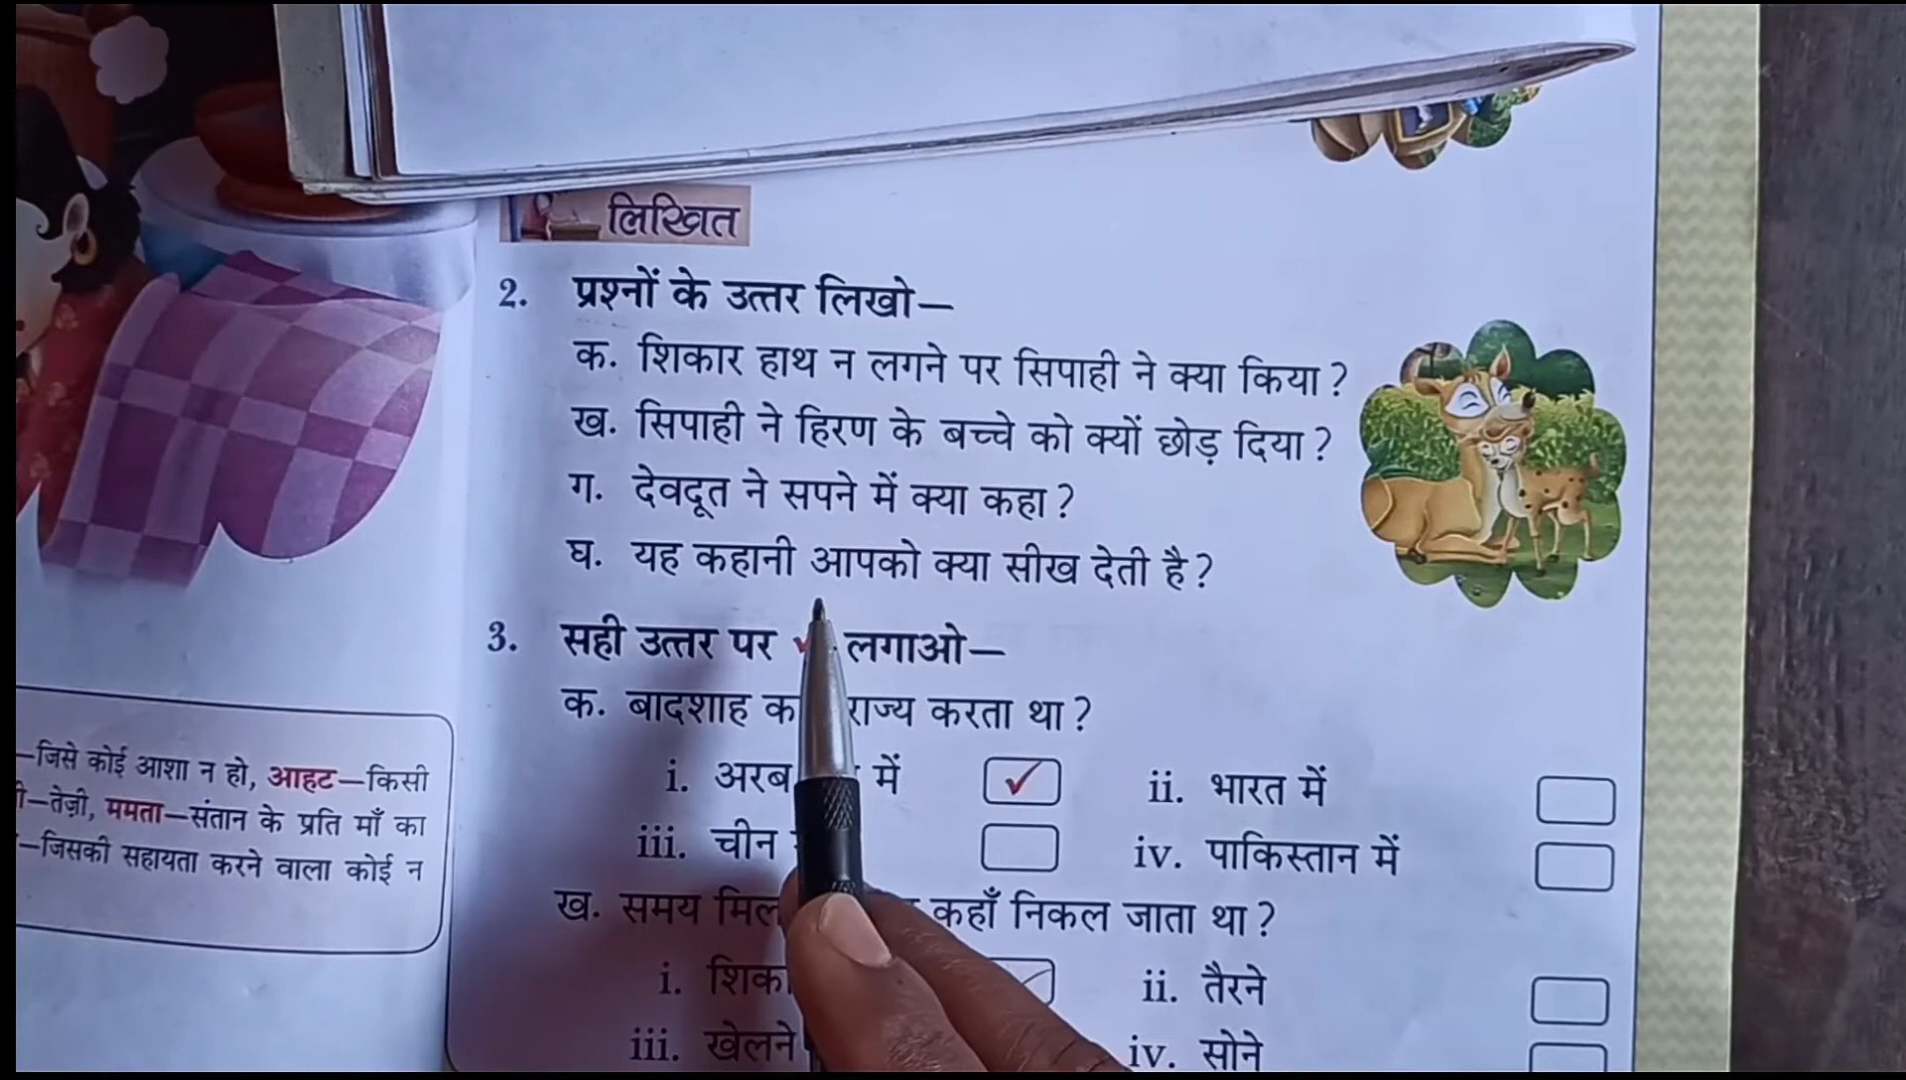 लिखित
2. प्रश्नों के उत्तर लिखो—
क. शिकार हाथ न लगने पर सिपाही ने क्या किया?
ख. सिपाही ने हिरण के बच्चे को क्यों छोड़ दिया?
ग. देवदूत ने सपने में क्या कहा?
घ. यह कहानी आपको क्या सीख देती है?
3. सही उत्तर पर ✓ लगाओ—
क. बादशाह राज्य करता था?
i. अरब में ✓ ii. भारत में
iii. चीन iv. पाकिस्तान में
ख. समय कहाँ निकल जाता था?
i. ii. तैरने
iii. खेलने iv. सोने
—जिसे कोई आशा न हो, आहट—किसी
—तेज़ी, ममता—संतान के प्रति माँ का
—जिसकी सहायता करने वाला कोई न